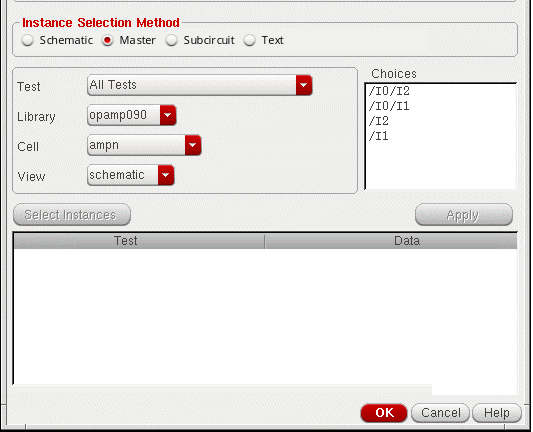 Instance Selection Method
Schematic Master Subcircuit Text
Test All Tests
Library opamp090
Cell ampn
View schematic
Choices
/I0/I2
/I0/I1
/I2
/I1
Select Instances Apply
Test Data
OK Cancel Help